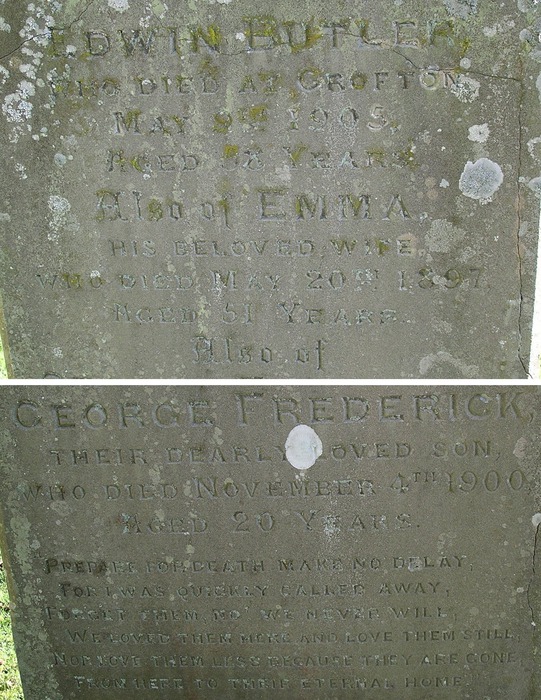 EDWIN BUTLER
WHO DIED AT CROFTON
MAY 9TH 1905,
AGED 58 YEARS
Also of EMMA
HIS BELOVED WIFE
WHO DIED MAY 20TH 1897
AGED 51 YEARS.
Also of
GEORGE FREDERICK,
THEIR DEARLY LOVED SON,
WHO DIED NOVEMBER 4TH 1900
AGED 20 YEARS.
PREPARE FOR DEATH MAKE NO DELAY,
FOR I WAS QUICKLY CALLED AWAY,
FORGET THEM, NO WE NEVER WILL
WE LOVED THEM HERE AND LOVE THEM STILL,
NOR LOVE THEM LESS BECAUSE THEY ARE GONE
FROM HERE TO THEIR ETERNAL HOME